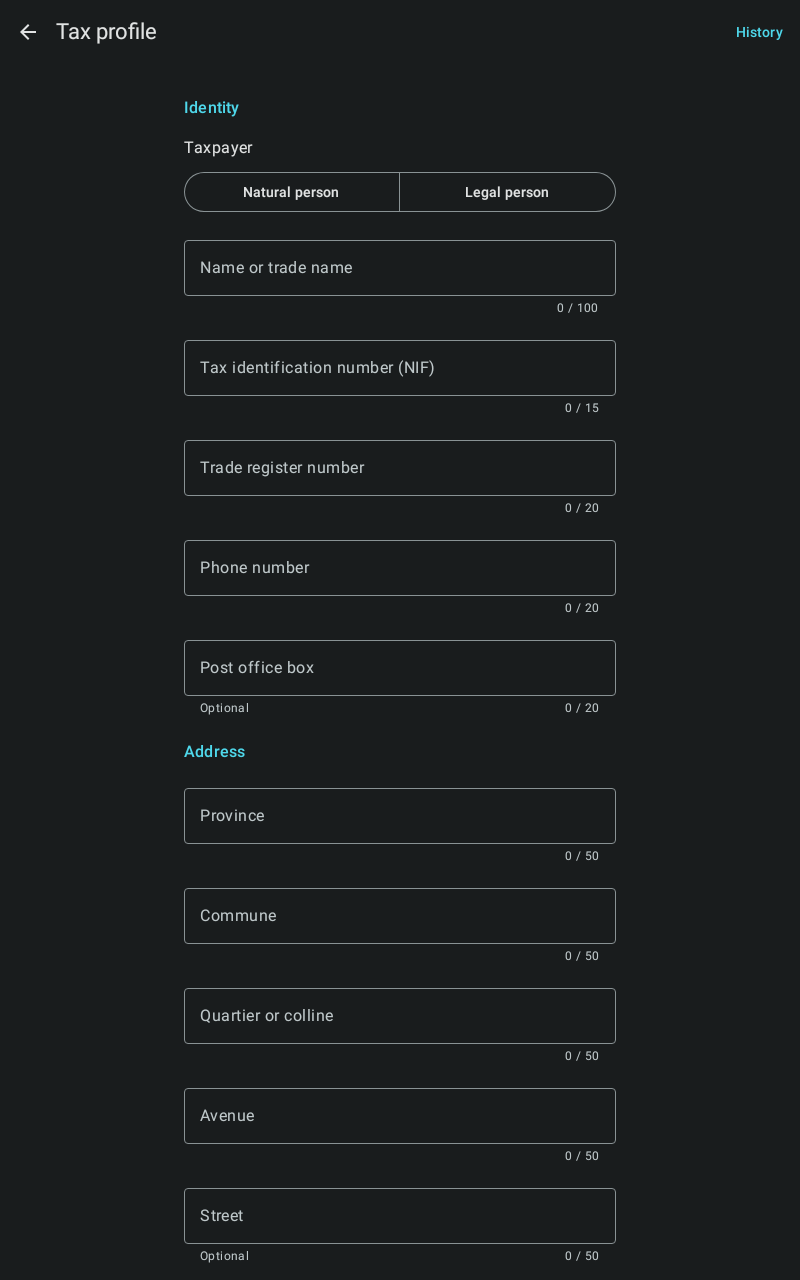 Tax profile
History
Identity
Taxpayer
Natural person
Legal person
Name or trade name
0 / 100
Tax identification number (NIF)
0 / 15
Trade register number
0 / 20
Phone number
0 / 20
Post office box
Optional
0 / 20
Address
Province
0 / 50
Commune
0 / 50
Quartier or colline
0 / 50
Avenue
0 / 50
Street
Optional
0 / 50